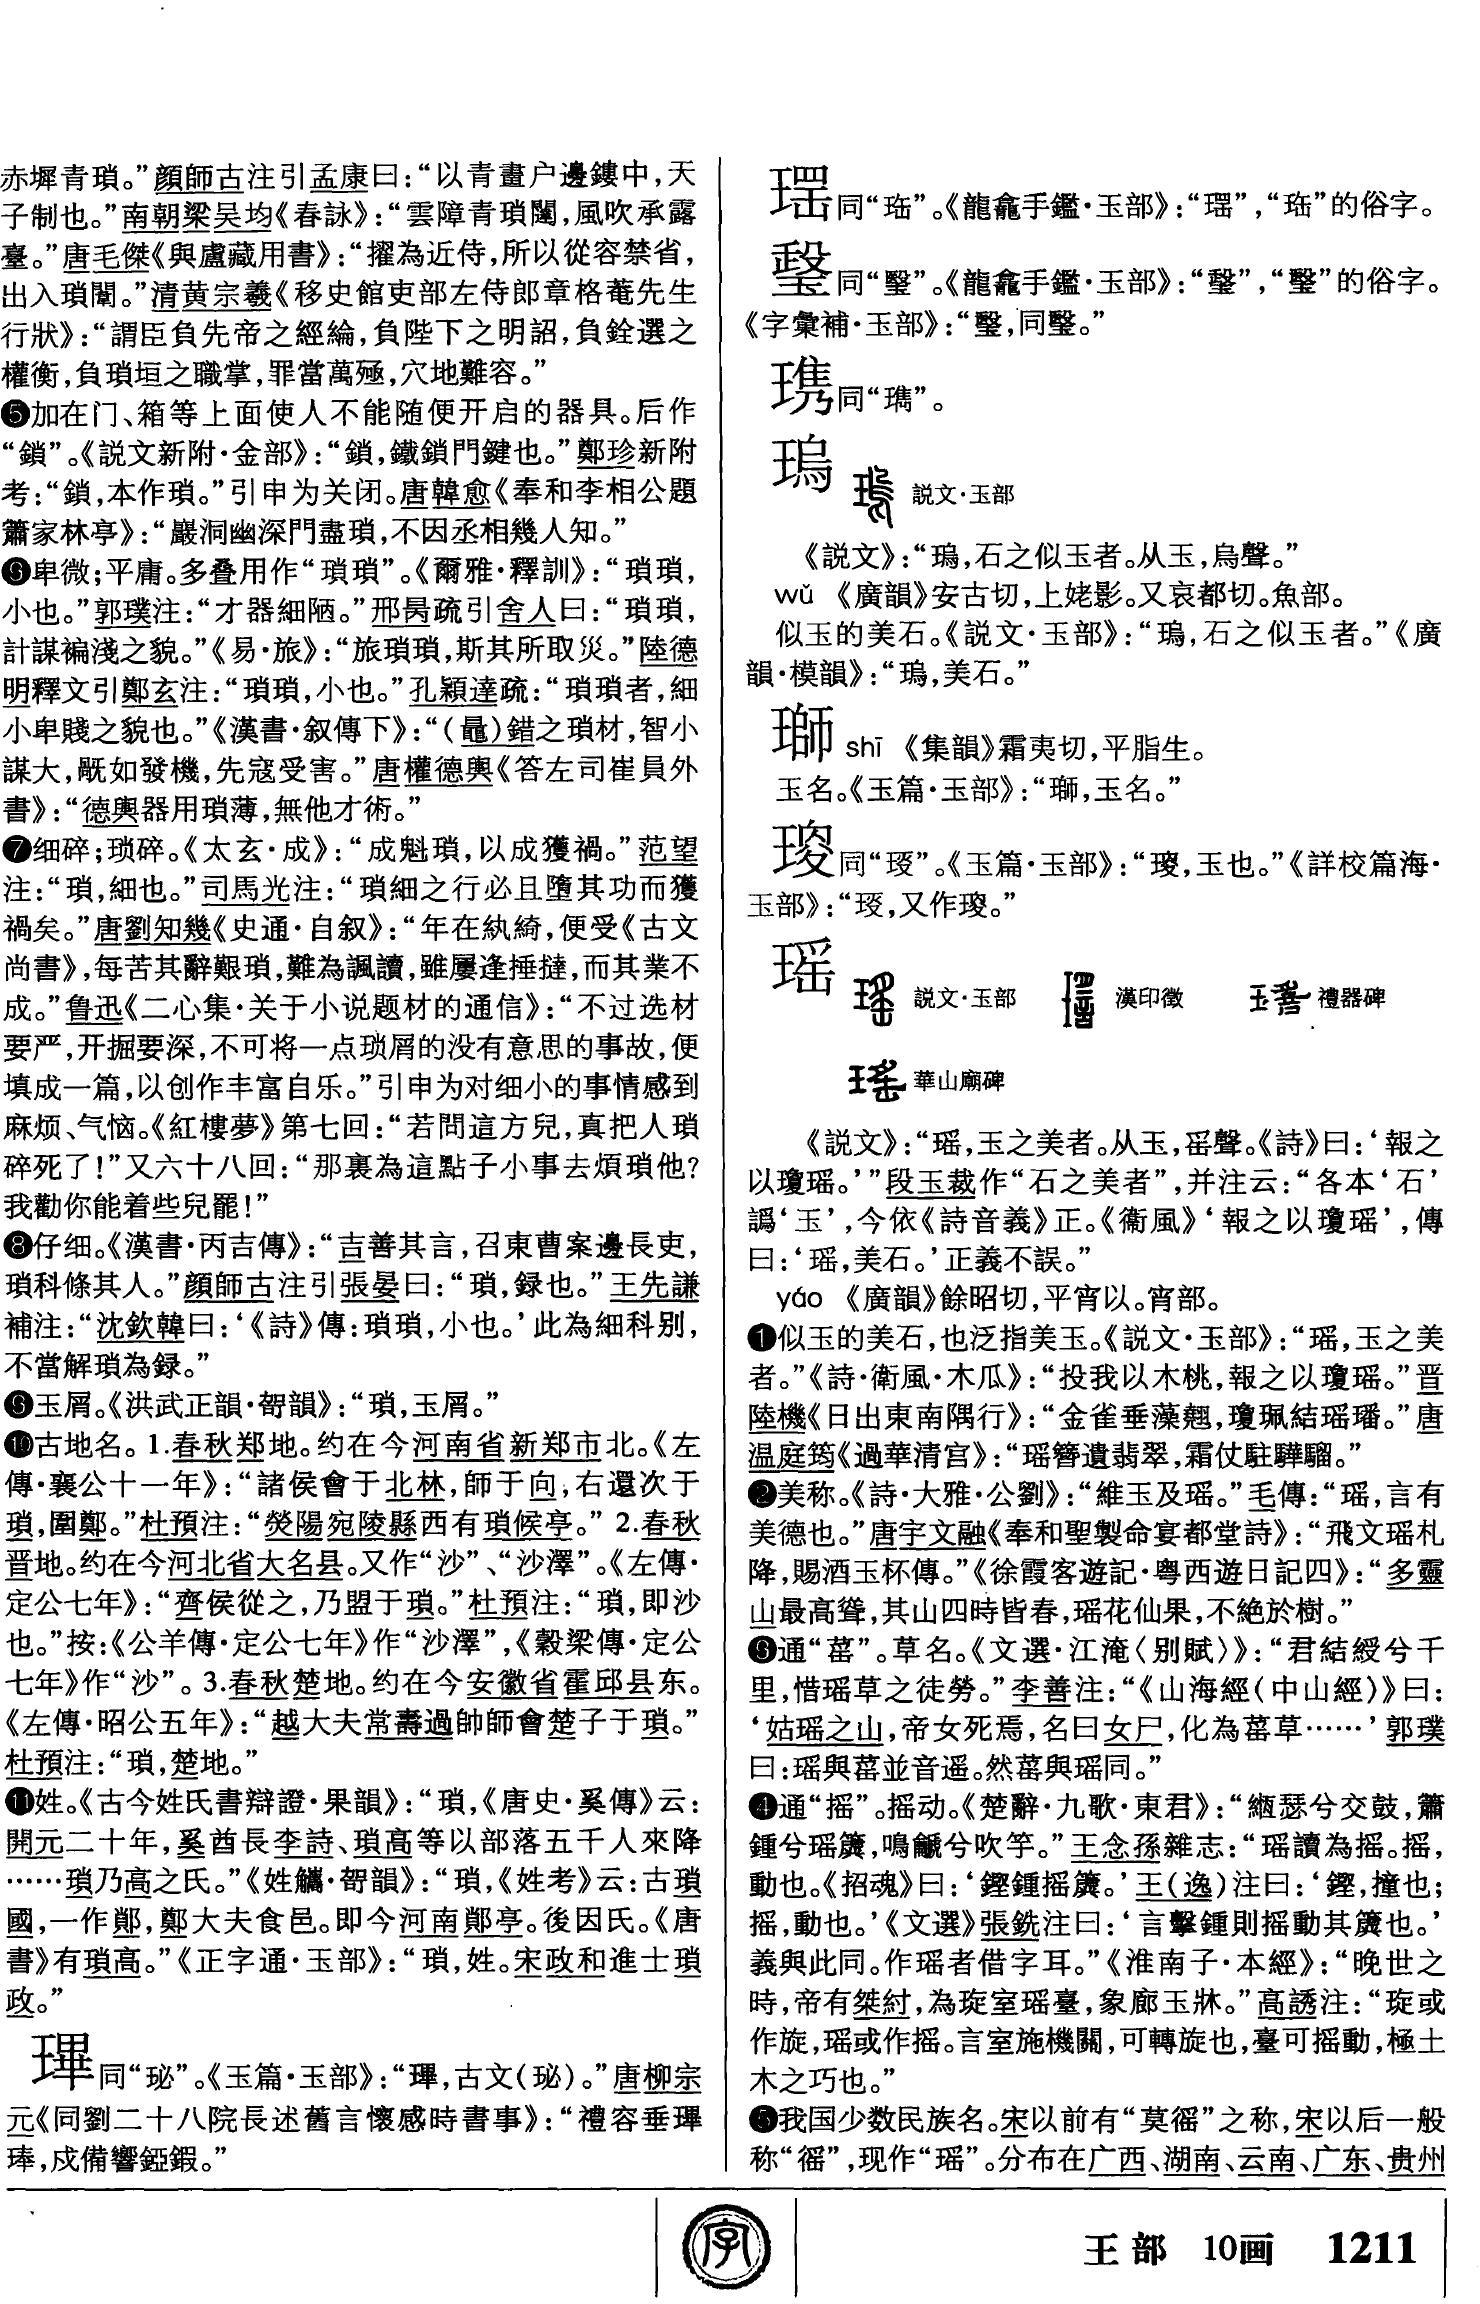 赤墀青瑣。”顔師古注引孟康曰：“以青畫户邊鏤中，天
子制也。”南朝梁吴均《春詠》：“雲障青瑣闥，風吹承露
臺。”唐毛傑《與盧藏用書》：“擢為近侍，所以從容禁省，
出入瑣闈。”清黄宗羲《移史館吏部左侍郎章格菴先生
行狀》：“謂臣負先帝之經綸，負陛下之明詔，負銓選之
權衡，負瑣垣之職掌，罪當萬殛，穴地難容。”
❺加在门、箱等上面使人不能随便开启的器具。后作
“鎖”。《説文新附·金部》：“鎖，鐵鎖門鍵也。”鄭珍新附
考：“鎖，本作瑣。”引申为关闭。唐韓愈《奉和李相公題
蕭家林亭》：“巖洞幽深門盡瑣，不因丞相幾人知。”
❻卑微；平庸。多叠用作“瑣瑣”。《爾雅·釋訓》：“瑣瑣，
小也。”郭璞注：“才器細陋。”邢昺疏引舍人曰：“瑣瑣，
計謀褊淺之貌。”《易·旅》：“旅瑣瑣，斯其所取災。”陸德
明釋文引鄭玄注：“瑣瑣，小也。”孔穎達疏：“瑣瑣者，細
小卑賤之貌也。”《漢書·叙傳下》：“（鼂）錯之瑣材，智小
謀大，旤如發機，先寇受害。”唐權德輿《答左司崔員外
書》：“德輿器用瑣薄，無他才術。”
❼细碎；琐碎。《太玄·成》：“成魁瑣，以成獲禍。”范望
注：“瑣，細也。”司馬光注：“瑣細之行必且墮其功而獲
禍矣。”唐劉知幾《史通·自叙》：“年在紈綺，便受《古文
尚書》，每苦其辭艱瑣，難為諷讀，雖屢逢捶撻，而其業不
成。”鲁迅《二心集·关于小说题材的通信》：“不过选材
要严，开掘要深，不可将一点琐屑的没有意思的事故，便
填成一篇，以创作丰富自乐。”引申为对细小的事情感到
麻烦、气恼。《紅樓夢》第七回：“若問這方兒，真把人瑣
碎死了！”又六十八回：“那裏為這點子小事去煩瑣他？
我勸你能着些兒罷！”
❽仔细。《漢書·丙吉傳》：“吉善其言，召東曹案邊長吏，
瑣科條其人。”顔師古注引張晏曰：“瑣，録也。”王先謙
補注：“沈欽韓曰：‘《詩》傳：瑣瑣，小也。’此為細科别，
不當解瑣為録。”
❾玉屑。《洪武正韻·哿韻》：“瑣，玉屑。”
❿古地名。1.春秋郑地。约在今河南省新郑市北。《左
傳·襄公十一年》：“諸侯會于北林，師于向，右還次于
瑣，圍鄭。”杜預注：“熒陽宛陵縣西有瑣候亭。”2.春秋
晋地。约在今河北省大名县。又作“沙”、“沙澤”。《左傳·
定公七年》：“齊侯從之，乃盟于瑣。”杜預注：“瑣，即沙
也。”按：《公羊傳·定公七年》作“沙澤”，《穀梁傳·定公
七年》作“沙”。3.春秋楚地。约在今安徽省霍邱县东。
《左傳·昭公五年》：“越大夫常壽過帥師會楚子于瑣。”
杜預注：“瑣，楚地。”
⓫姓。《古今姓氏書辯證·果韻》：“瑣，《唐史·奚傳》云：
開元二十年，奚酋長李詩、瑣高等以部落五千人來降
……瑣乃高之氏。”《姓觿·哿韻》：“瑣，《姓考》云：古瑣
國，一作鄭，鄭大夫食邑。即今河南鄭亭。後因氏。《唐
書》有瑣高。”《正字通·玉部》：“瑣，姓。宋政和進士瑣
政。”
㻫同“珌”。《玉篇·玉部》：“㻫，古文（珌）。”唐柳宗
元《同劉二十八院長述舊言懷感時書事》：“禮容垂㻫
琫，戍備響錏鍜。”
同“珤”。《龍龕手鑑·玉部》：“”，“”的俗字。
同“瑿”。《龍龕手鑑·玉部》：“”，“瑿”的俗字。
《字彙補·玉部》：“，同瑿。”
同“瓗”。
瑦 説文·玉部
《説文》：“瑦，石之似玉者。从玉，烏聲。”
wǔ 《廣韻》安古切，上姥影。又哀都切。魚部。
似玉的美石。《説文·玉部》：“瑦，石之似玉者。”《廣
韻·模韻》：“瑦，美石。”
瑡 shī 《集韻》霜夷切，平脂生。
玉名。《玉篇·玉部》：“瑡，玉名。”
同“㺿”。《玉篇·玉部》：“，玉也。”《詳校篇海·
玉部》：“，又作。”
瑶 説文·玉部 漢印徵 禮器碑
華山廟碑
《説文》：“瑶，玉之美者。从玉，䍃聲。《詩》曰：‘報之
以瓊瑶。’”段玉裁作“石之美者”，并注云：“各本‘石’
譌‘玉’，今依《詩音義》正。《衞風》‘報之以瓊瑶’，傳
曰：‘瑶，美石。’正義不誤。”
yáo 《廣韻》餘昭切，平宵以。宵部。
❶似玉的美石，也泛指美玉。《説文·玉部》：“瑶，玉之美
者。”《詩·衛風·木瓜》：“投我以木桃，報之以瓊瑶。”晋
陸機《日出東南隅行》：“金雀垂藻翹，瓊珮結瑶璠。”唐
温庭筠《過華清宫》：“瑶簪遺翡翠，霜仗駐驊騮。”
❷美称。《詩·大雅·公劉》：“維玉及瑶。”毛傳：“瑶，言有
美德也。”唐宇文融《奉和聖製命宴都堂詩》：“飛文瑶札
降，賜酒玉杯傳。”《徐霞客遊記·粤西遊日記四》：“多靈
山最高聳，其山四時皆春，瑶花仙果，不絶於樹。”
❸通“䔄”。草名。《文選·江淹〈别賦〉》：“君結綬兮千
里，惜瑶草之徒勞。”李善注：“《山海經（中山經）》曰：
‘姑瑶之山，帝女死焉，名曰女尸，化為䔄草……’郭璞
曰：瑶與䔄並音遥。然䔄與瑶同。”
❹通“摇”。摇动。《楚辭·九歌·東君》：“緪瑟兮交鼓，簫
鍾兮瑶簴，鳴鷈兮吹竽。”王念孫雜志：“瑶讀為摇。摇，
動也。《招魂》曰：‘鏗鍾摇簴。’王（逸）注曰：‘鏗，撞也；
摇，動也。’《文選》張銑注曰：‘言擊鍾則摇動其簴也。’
義與此同。作瑶者借字耳。”《淮南子·本經》：“晚世之
時，帝有桀紂，為琁室瑶臺，象廊玉牀。”高誘注：“琁或
作旋，瑶或作摇。言室施機關，可轉旋也，臺可摇動，極土
木之巧也。”
❺我国少数民族名。宋以前有“莫徭”之称，宋以后一般
称“徭”，现作“瑶”。分布在广西、湖南、云南、广东、贵州
字
王部 10画 1211